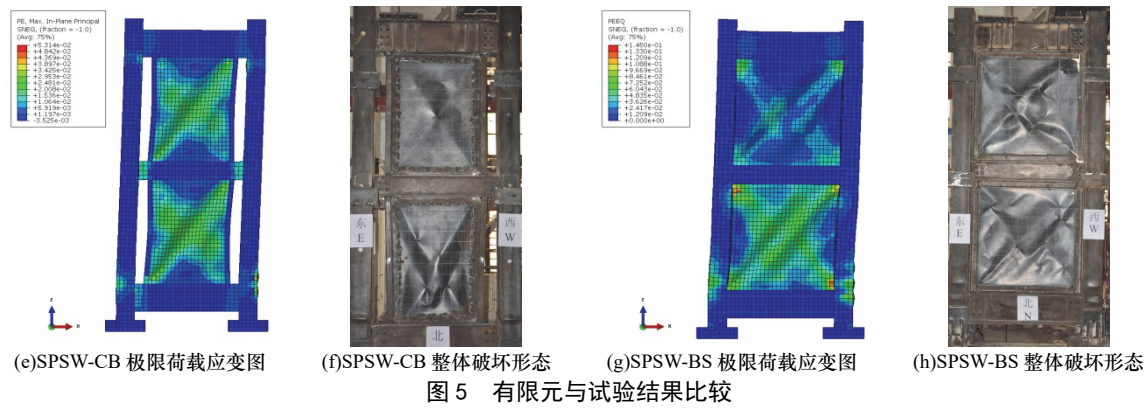 PE, Max. In-Plane Principal
SNEG, (fraction = -1.0)
(Avg: 75%)
+5.314e-02
+4.842e-02
+4.369e-02
+3.897e-02
+3.425e-02
+2.953e-02
+2.481e-02
+2.008e-02
+1.536e-02
+1.064e-02
+5.919e-03
+1.197e-03
-3.525e-03
z
x
东
E
西
W
北
PEEQ
SNEG, (fraction = -1.0)
(Avg: 75%)
+1.450e-01
+1.330e-01
+1.209e-01
+1.088e-01
+9.669e-02
+8.461e-02
+7.252e-02
+6.043e-02
+4.835e-02
+3.626e-02
+2.417e-02
+1.209e-02
+0.000e+00
z
x
东
E
西
W
北
N
(e)SPSW-CB 极限荷载应变图
(f)SPSW-CB 整体破坏形态
(g)SPSW-BS 极限荷载应变图
(h)SPSW-BS 整体破坏形态
图 5 有限元与试验结果比较